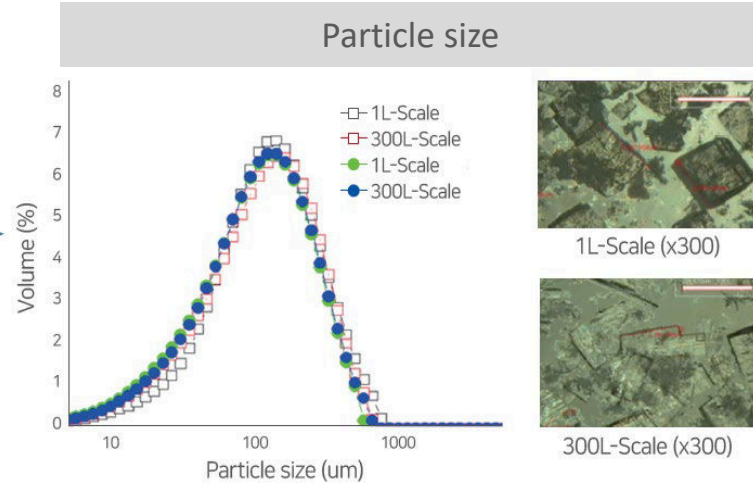 Particle size
8
7
6
5
4
3
2
1
0
Volume (%)
1L-Scale
300L-Scale
1L-Scale
300L-Scale
10
100
1000
Particle size (um)
1L-Scale (x300)
300L-Scale (x300)